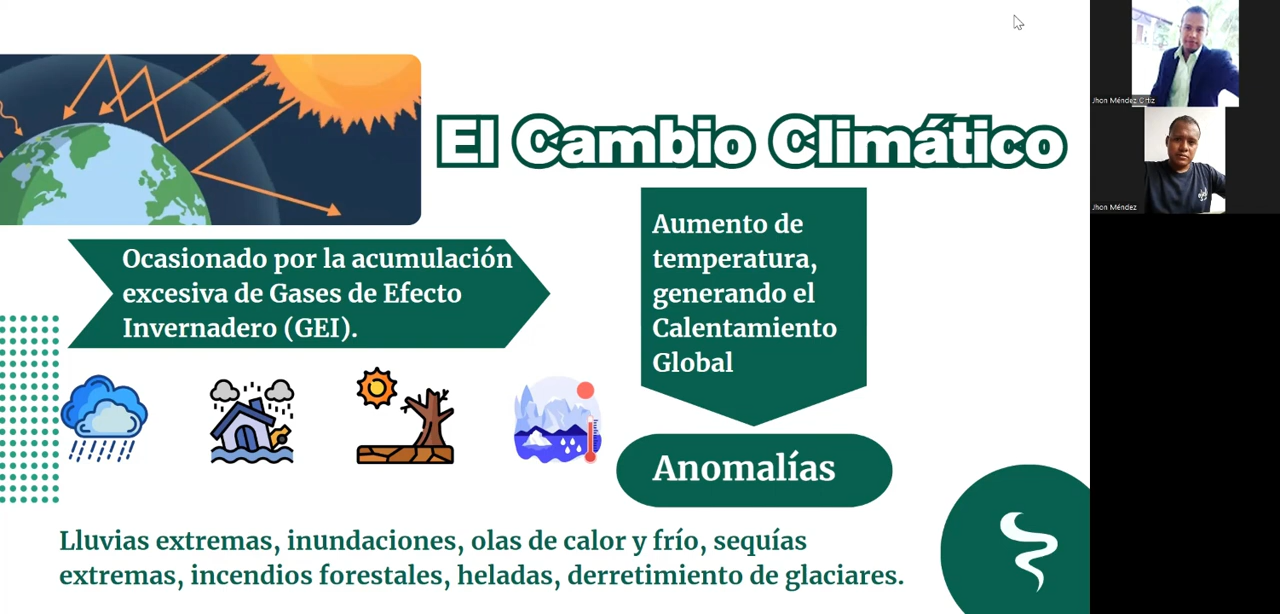 El Cambio Climático
Ocasionado por la acumulación
excesiva de Gases de Efecto
Invernadero (GEI).
Aumento de
temperatura,
generando el
Calentamiento
Global
Anomalías
Lluvias extremas, inundaciones, olas de calor y frío, sequías
extremas, incendios forestales, heladas, derretimiento de glaciares.
Jhon Méndez Ortiz
Jhon Méndez